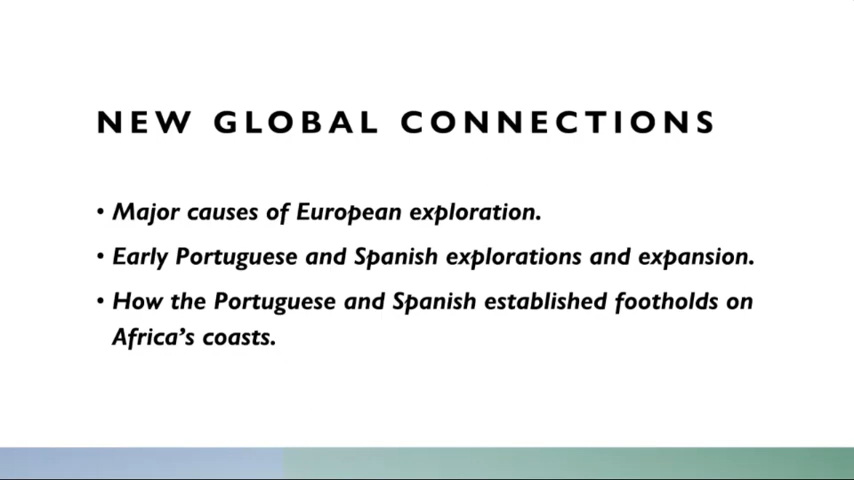 NEW GLOBAL CONNECTIONS
• Major causes of European exploration.
• Early Portuguese and Spanish explorations and expansion.
• How the Portuguese and Spanish established footholds on
Africa’s coasts.